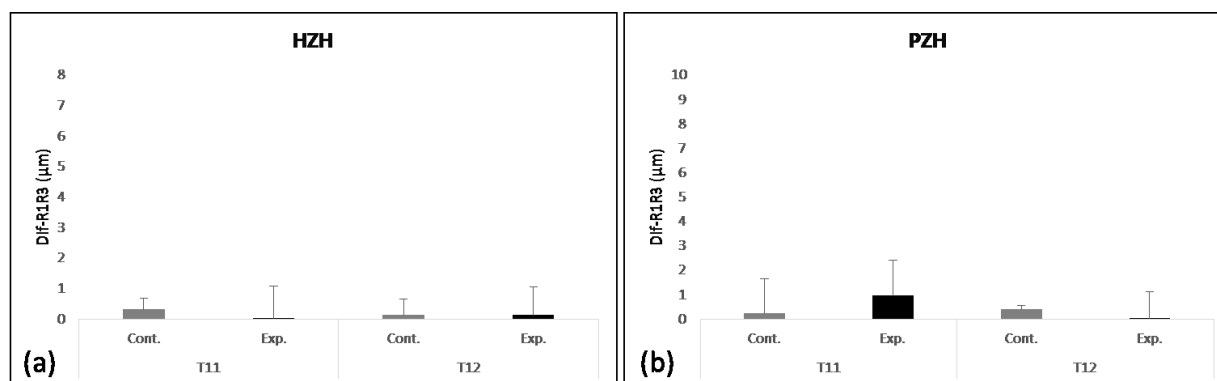 HZH
8
7
6
5
4
3
2
1
0
Dif-R1R3 (µm)
Cont. Exp. Cont. Exp.
T11 T12
(a)
PZH
10
9
8
7
6
5
4
3
2
1
0
Dif-R1R3 (µm)
Cont. Exp. Cont. Exp.
T11 T12
(b)